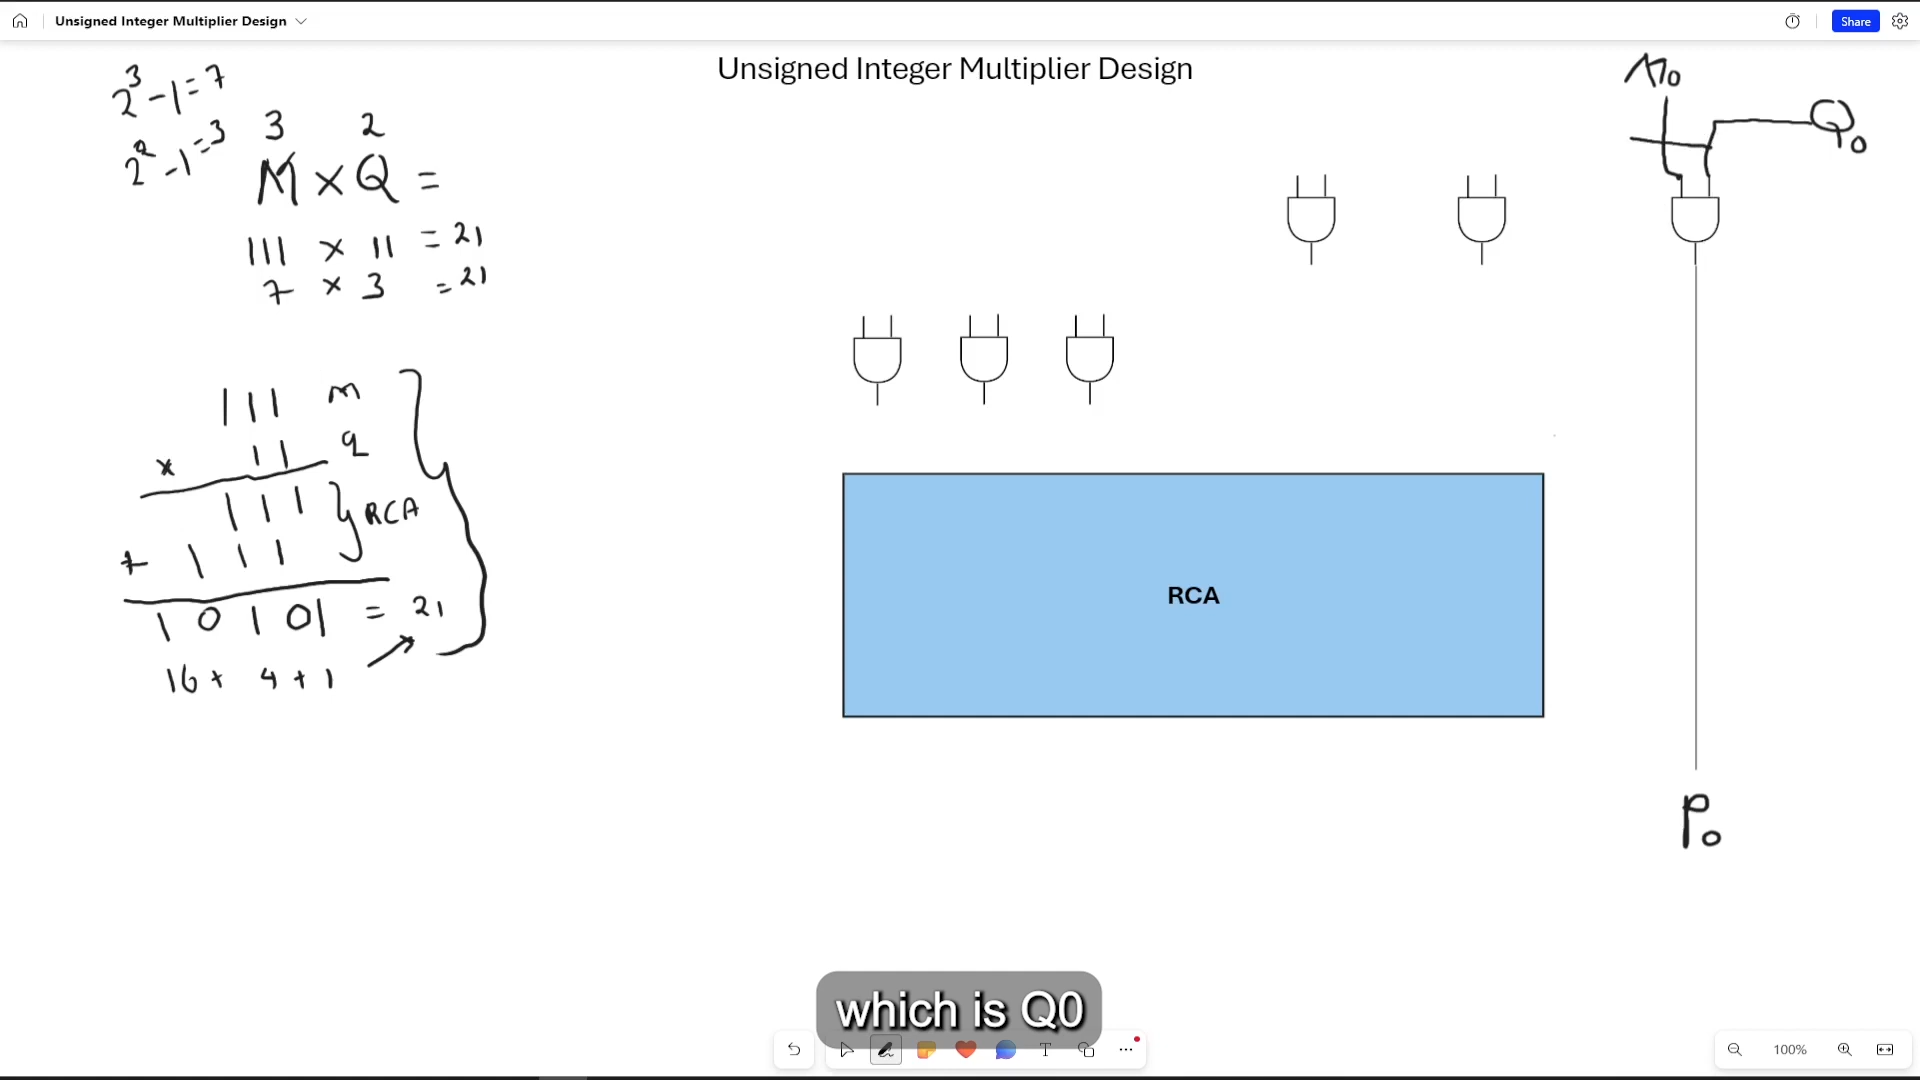 Unsigned Integer Multiplier Design
Share
Unsigned Integer Multiplier Design
2³-1=7
2²-1=3
3 2
M × Q =
111 × 11 = 21
7 × 3 = 21
111 m
× 11 q
111 } RCA
+ 111
10101 = 21
16 + 4 + 1
M0
Q0
RCA
P0
which is Q0
T
100%